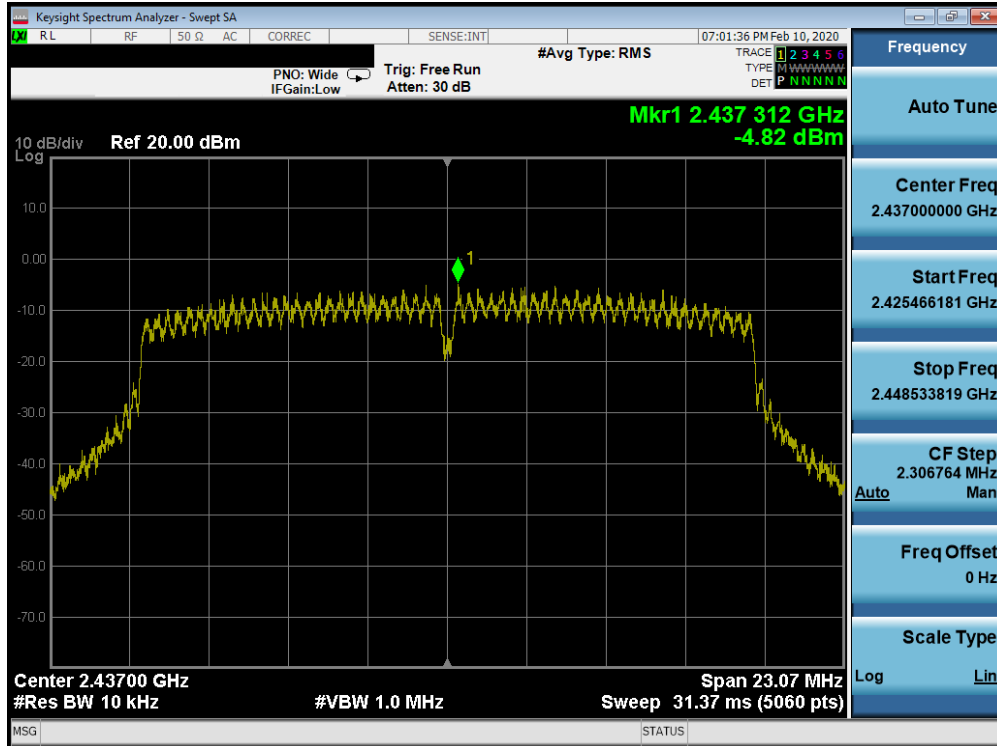 Keysight Spectrum Analyzer - Swept SA
LXI RL RF 50 Ω AC CORREC SENSE:INT 07:01:36 PM Feb 10, 2020
#Avg Type: RMS
TRACE 1 2 3 4 5 6
PNO: Wide Trig: Free Run TYPE M W W W W W
IFGain:Low Atten: 30 dB DET P N N N N N
Mkr1 2.437 312 GHz
10 dB/div Ref 20.00 dBm -4.82 dBm
Log
10.0
0.00
1
-10.0
-20.0
-30.0
-40.0
-50.0
-60.0
-70.0
Center 2.43700 GHz Span 23.07 MHz
#Res BW 10 kHz #VBW 1.0 MHz Sweep 31.37 ms (5060 pts)
MSG STATUS
Frequency
Auto Tune
Center Freq
2.437000000 GHz
Start Freq
2.425466181 GHz
Stop Freq
2.448533819 GHz
CF Step
2.306764 MHz
Auto Man
Freq Offset
0 Hz
Scale Type
Log Lin